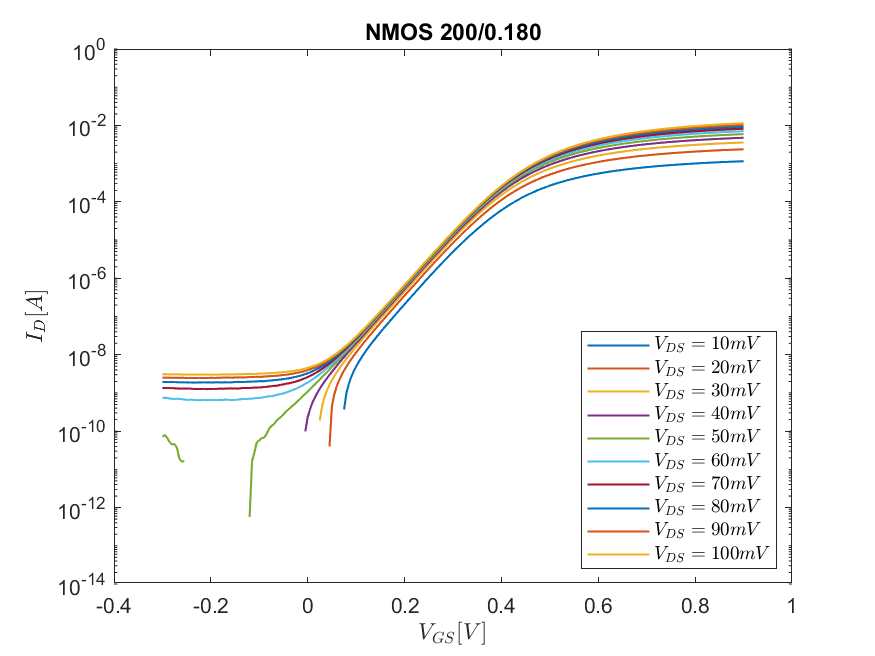 NMOS 200/0.180
10^0
10^-2
10^-4
10^-6
10^-8
10^-10
10^-12
10^-14
I_D[A]
-0.4 -0.2 0 0.2 0.4 0.6 0.8 1
V_GS[V]
V_DS = 10mV
V_DS = 20mV
V_DS = 30mV
V_DS = 40mV
V_DS = 50mV
V_DS = 60mV
V_DS = 70mV
V_DS = 80mV
V_DS = 90mV
V_DS = 100mV